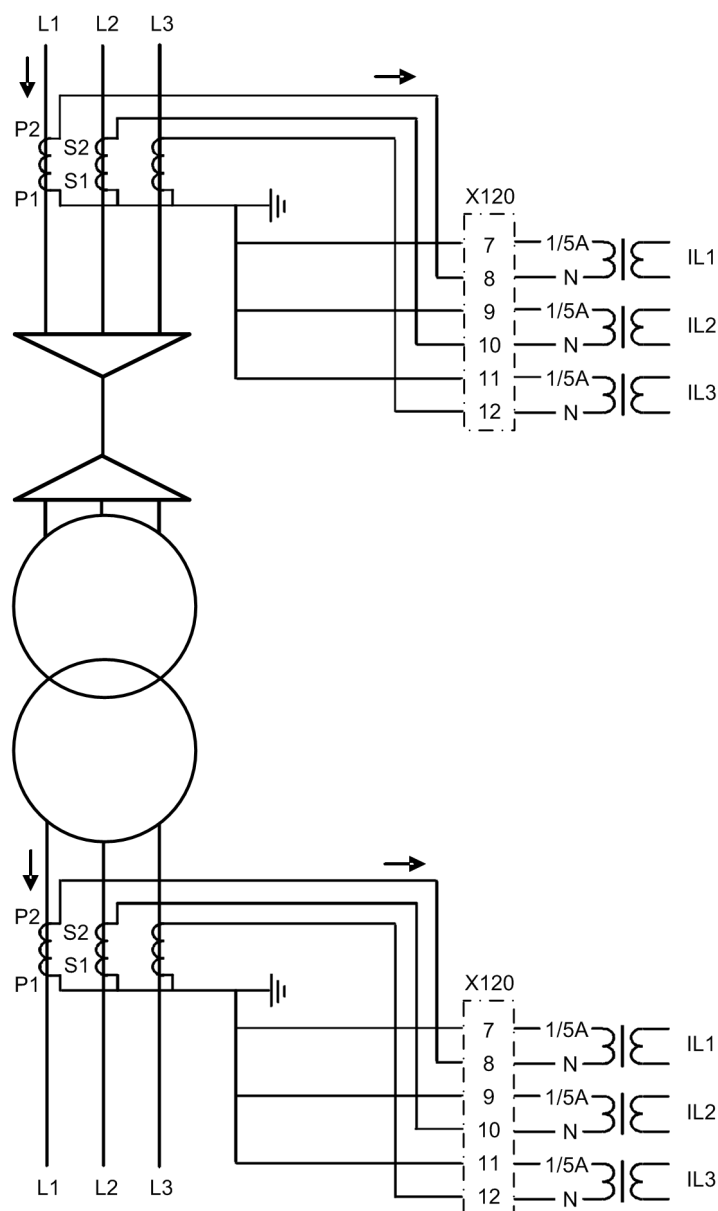 L1 L2 L3
P2
S2
S1
P1
X120
7 1/5A
IL1
8 N
9 1/5A
IL2
10 N
11 1/5A
IL3
12 N
P2
S2
S1
P1
X120
7 1/5A
IL1
8 N
9 1/5A
IL2
10 N
11 1/5A
IL3
12 N
L1 L2 L3